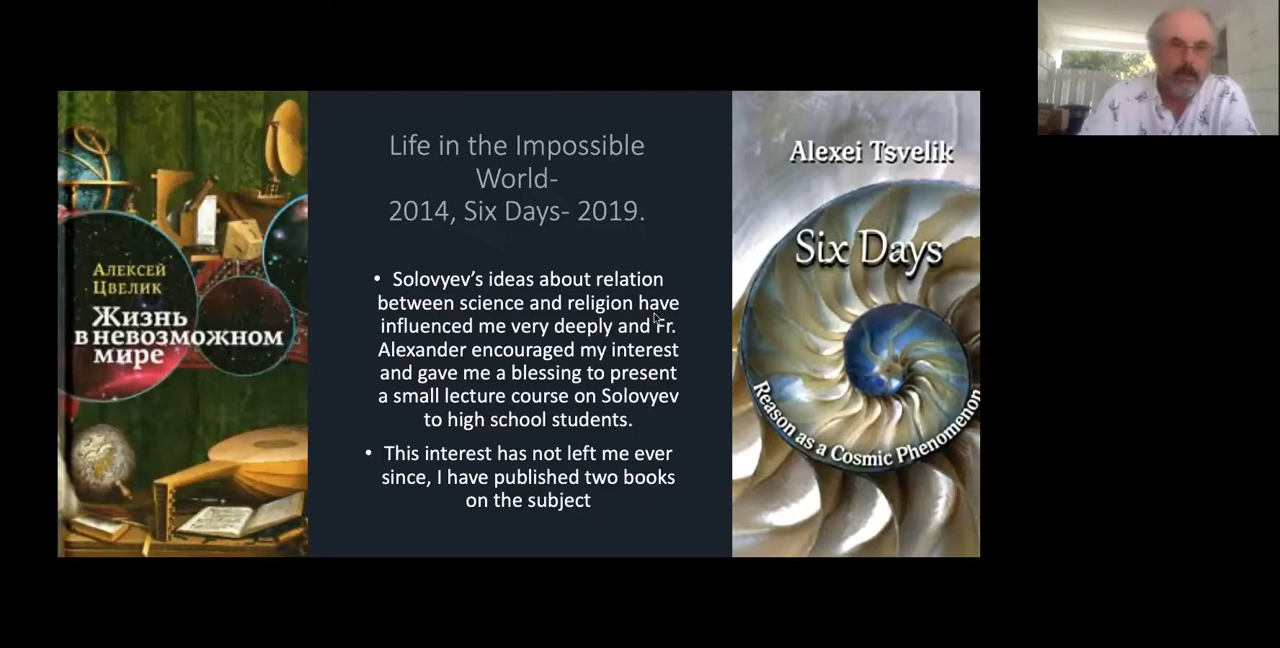 АЛЕКСЕЙ
ЦВЕЛИК
Жизнь
в невозможном
мире
Life in the Impossible
World-
2014, Six Days- 2019.
• Solovyev’s ideas about relation
between science and religion have
influenced me very deeply and Fr.
Alexander encouraged my interest
and gave me a blessing to present
a small lecture course on Solovyev
to high school students.
• This interest has not left me ever
since, I have published two books
on the subject
Alexei Tsvelik
Six Days
Reason as a Cosmic Phenomenon